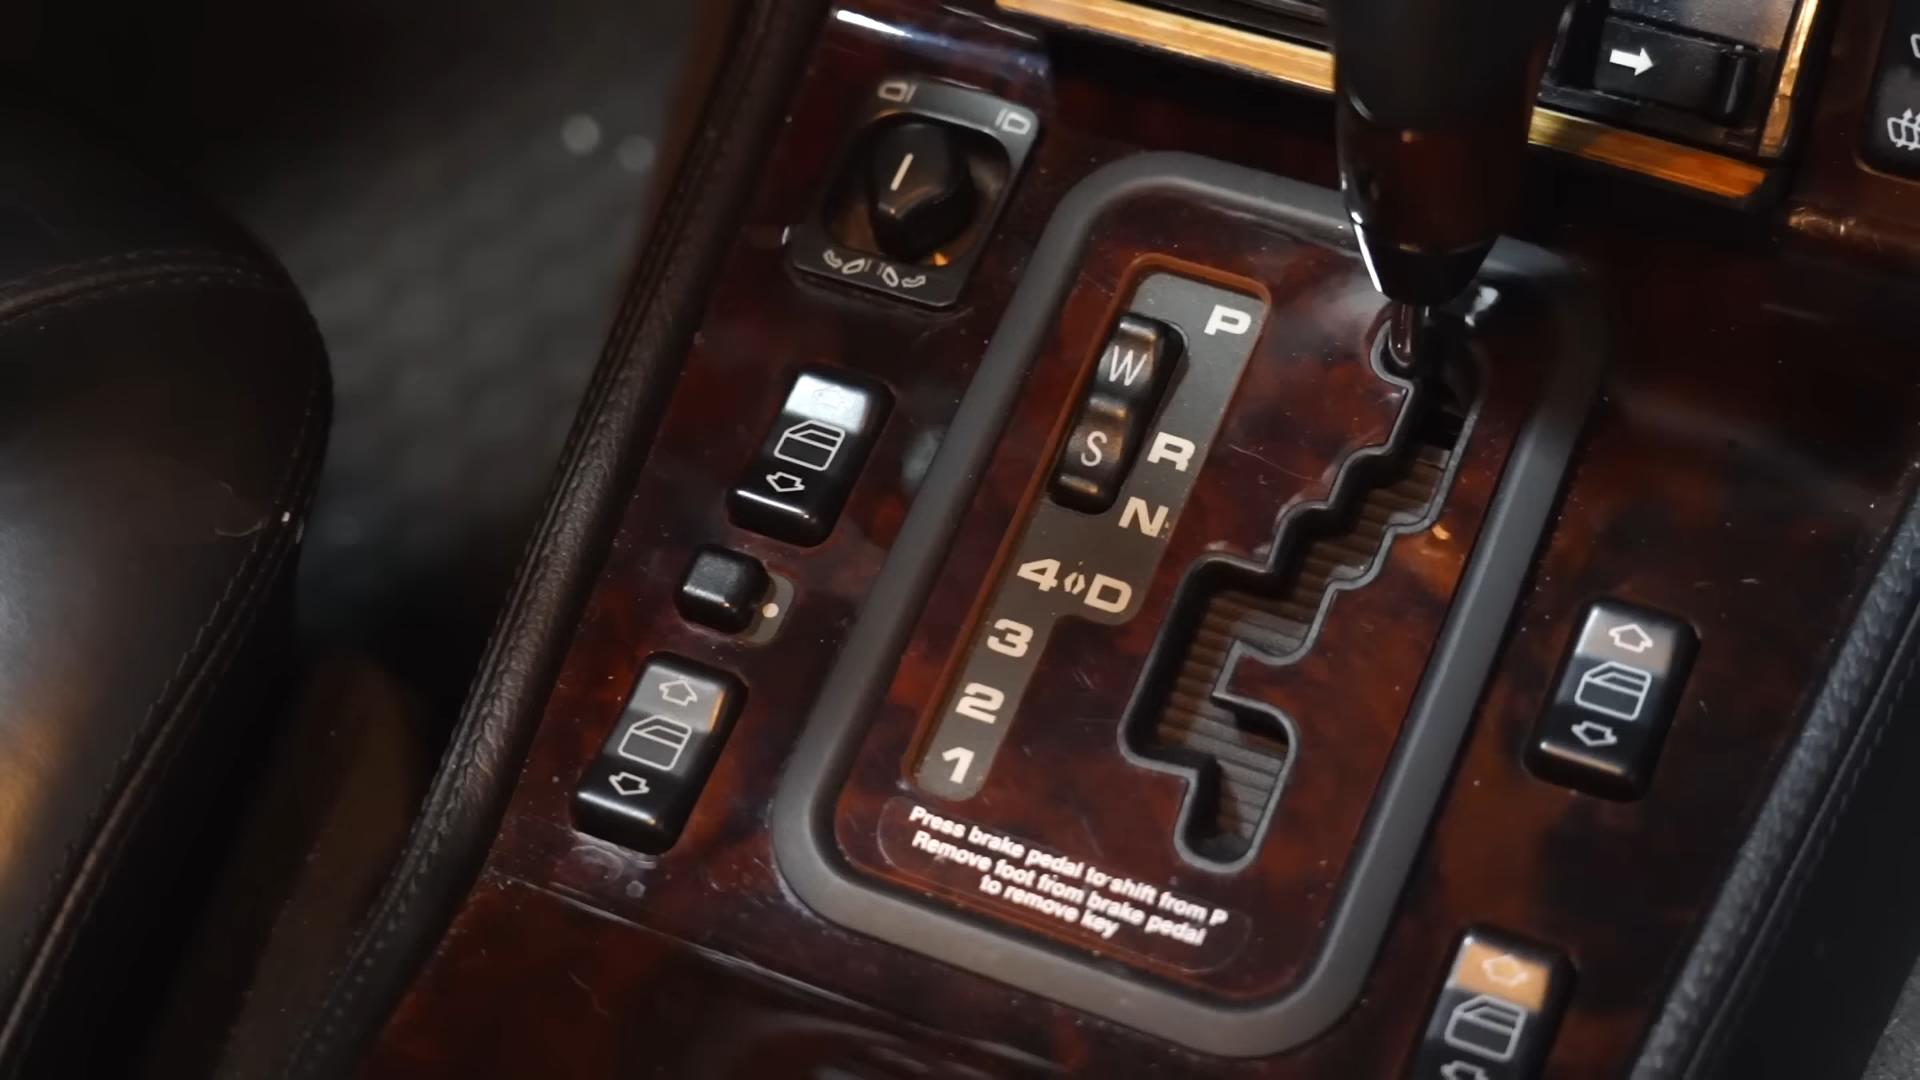 P
W
S
R
N
4 D
3
2
1
Press brake pedal to shift from P
Remove foot from brake pedal
to remove key